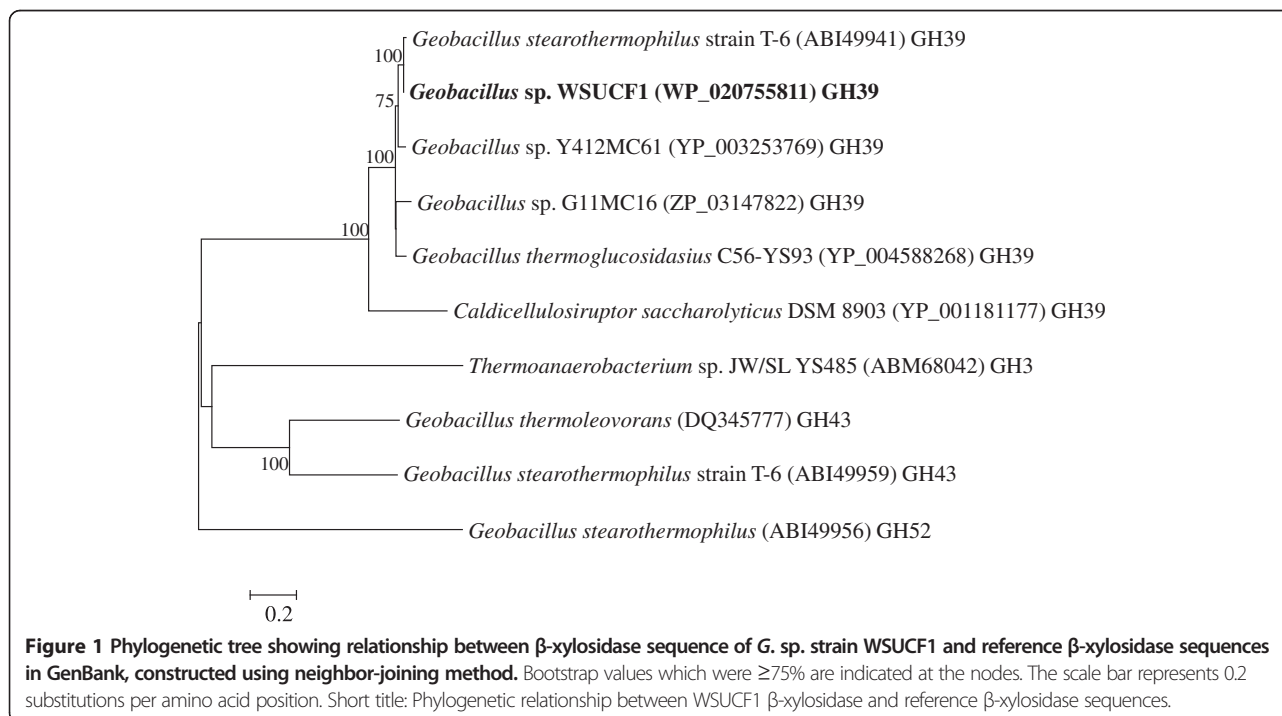 Geobacillus stearothermophilus strain T-6 (ABI49941) GH39
100
Geobacillus sp. WSUCF1 (WP_020755811) GH39
75
Geobacillus sp. Y412MC61 (YP_003253769) GH39
100
Geobacillus sp. G11MC16 (ZP_03147822) GH39
100
Geobacillus thermoglucosidasius C56-YS93 (YP_004588268) GH39
Caldicellulosiruptor saccharolyticus DSM 8903 (YP_001181177) GH39
Thermoanaerobacterium sp. JW/SL YS485 (ABM68042) GH3
Geobacillus thermoleovorans (DQ345777) GH43
100
Geobacillus stearothermophilus strain T-6 (ABI49959) GH43
Geobacillus stearothermophilus (ABI49956) GH52
0.2
Figure 1 Phylogenetic tree showing relationship between β-xylosidase sequence of G. sp. strain WSUCF1 and reference β-xylosidase sequences
in GenBank, constructed using neighbor-joining method. Bootstrap values which were ≥75% are indicated at the nodes. The scale bar represents 0.2
substitutions per amino acid position. Short title: Phylogenetic relationship between WSUCF1 β-xylosidase and reference β-xylosidase sequences.